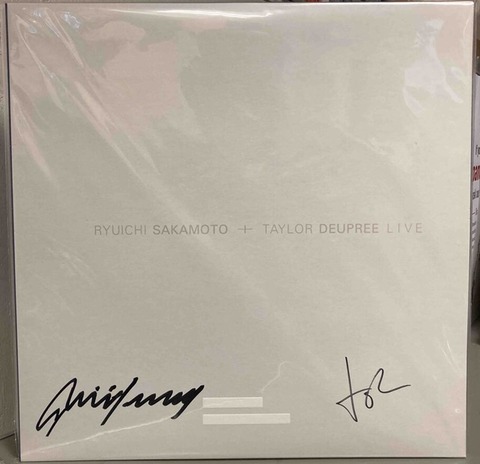 RYUICHI SAKAMOTO + TAYLOR DEUPREE LIVE